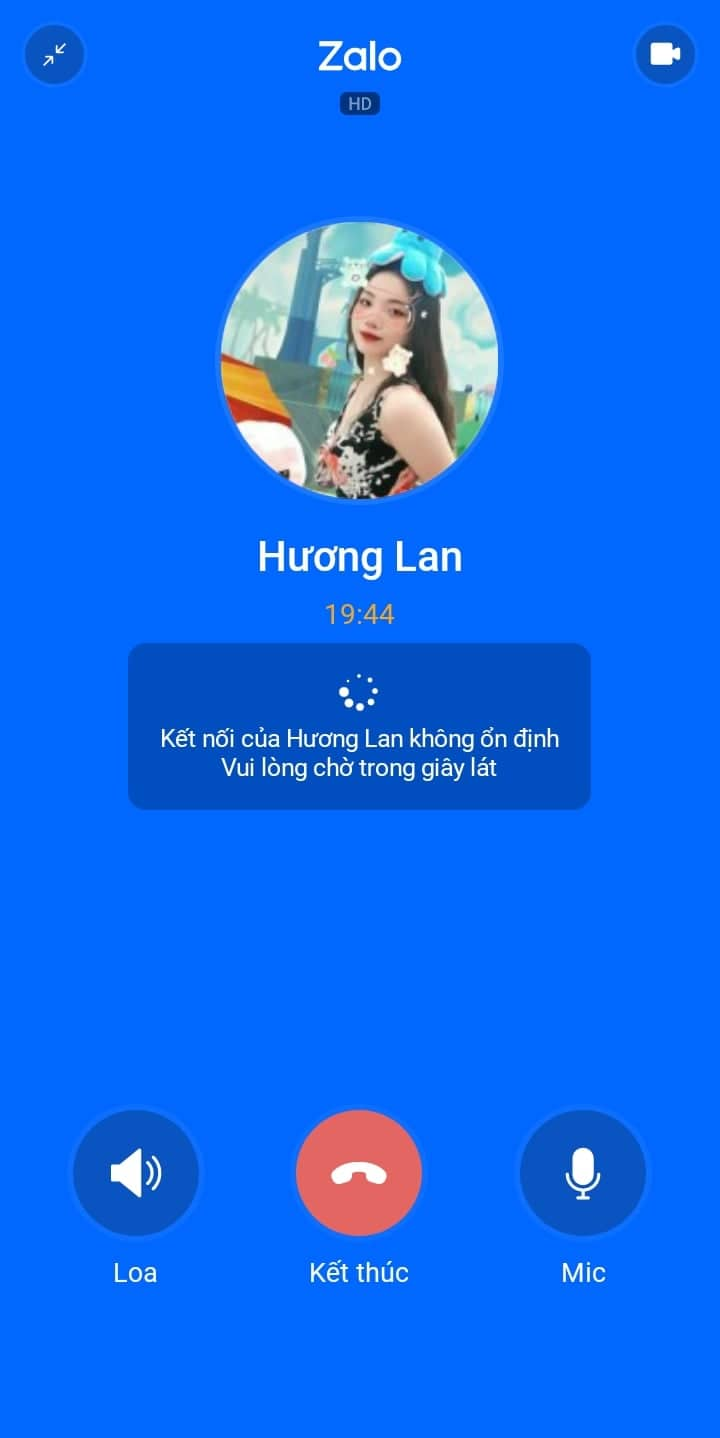 Zalo
HD
Hương Lan
19:44
Kết nối của Hương Lan không ổn định
Vui lòng chờ trong giây lát
Loa
Kết thúc
Mic